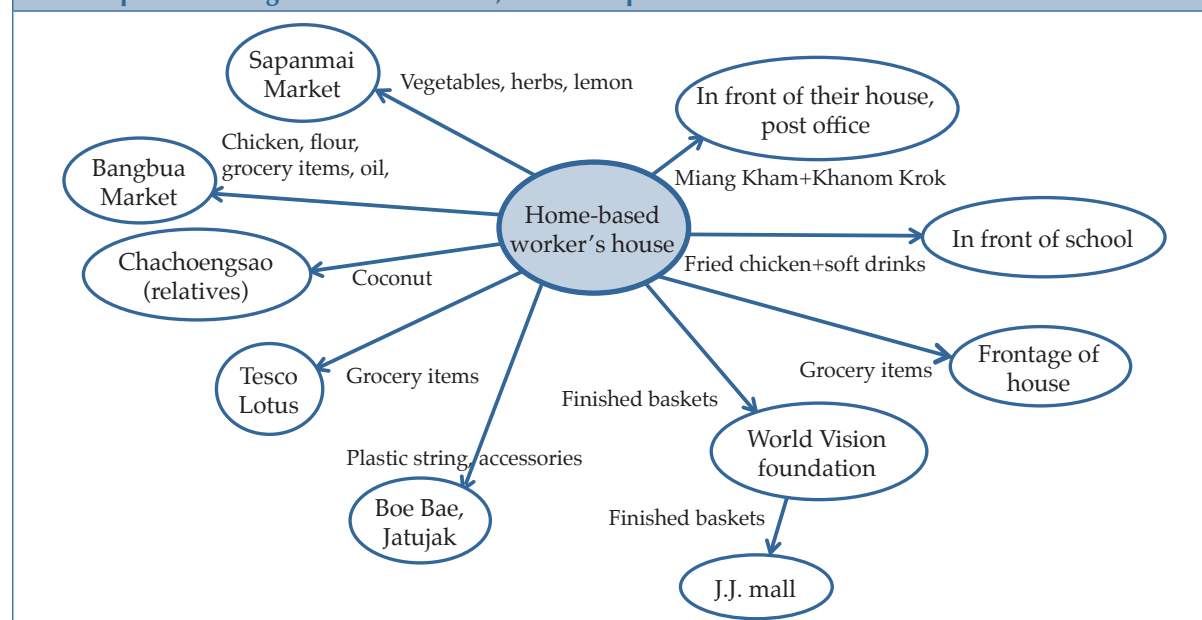 Sapanmai
Market
Vegetables, herbs, lemon
In front of their house,
post office
Chicken, flour,
grocery items, oil,
Bangbua
Market
Miang Kham+Khanom Krok
Home-based
worker's house
In front of school
Fried chicken+soft drinks
Chachoengsao
(relatives)
Coconut
Tesco
Lotus
Grocery items
Grocery items
Frontage of
house
Finished baskets
World Vision
foundation
Plastic string, accessories
Boe Bae,
Jatujak
Finished baskets
J.J. mall